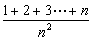 1 + 2 + 3 ⋯ + n
n²